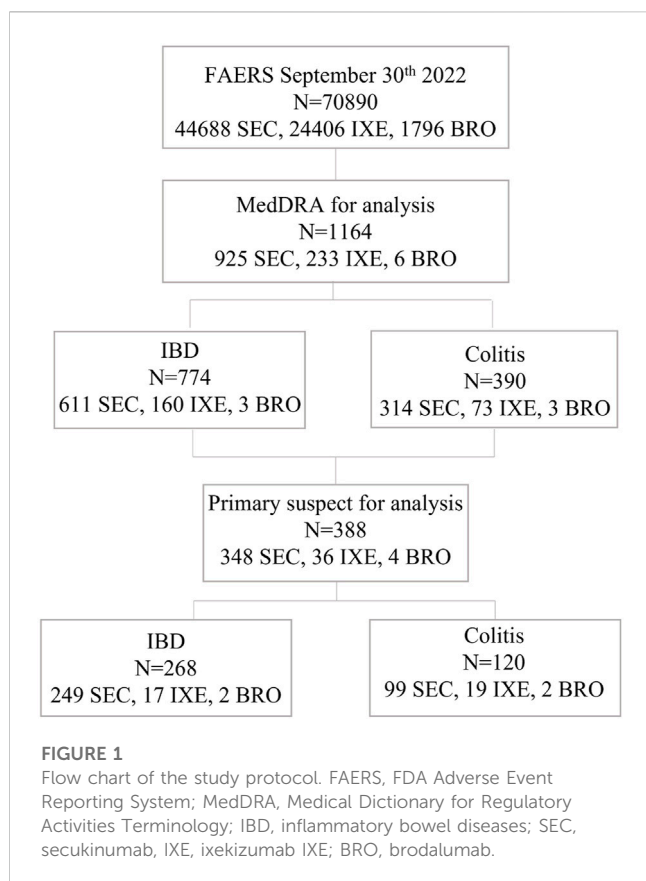 FAERS September 30th 2022
N=70890
44688 SEC, 24406 IXE, 1796 BRO
MedDRA for analysis
N=1164
925 SEC, 233 IXE, 6 BRO
IBD
N=774
611 SEC, 160 IXE, 3 BRO
Colitis
N=390
314 SEC, 73 IXE, 3 BRO
Primary suspect for analysis
N=388
348 SEC, 36 IXE, 4 BRO
IBD
N=268
249 SEC, 17 IXE, 2 BRO
Colitis
N=120
99 SEC, 19 IXE, 2 BRO
FIGURE 1
Flow chart of the study protocol. FAERS, FDA Adverse Event
Reporting System; MedDRA, Medical Dictionary for Regulatory
Activities Terminology; IBD, inflammatory bowel diseases; SEC,
secukinumab, IXE, ixekizumab IXE; BRO, brodalumab.